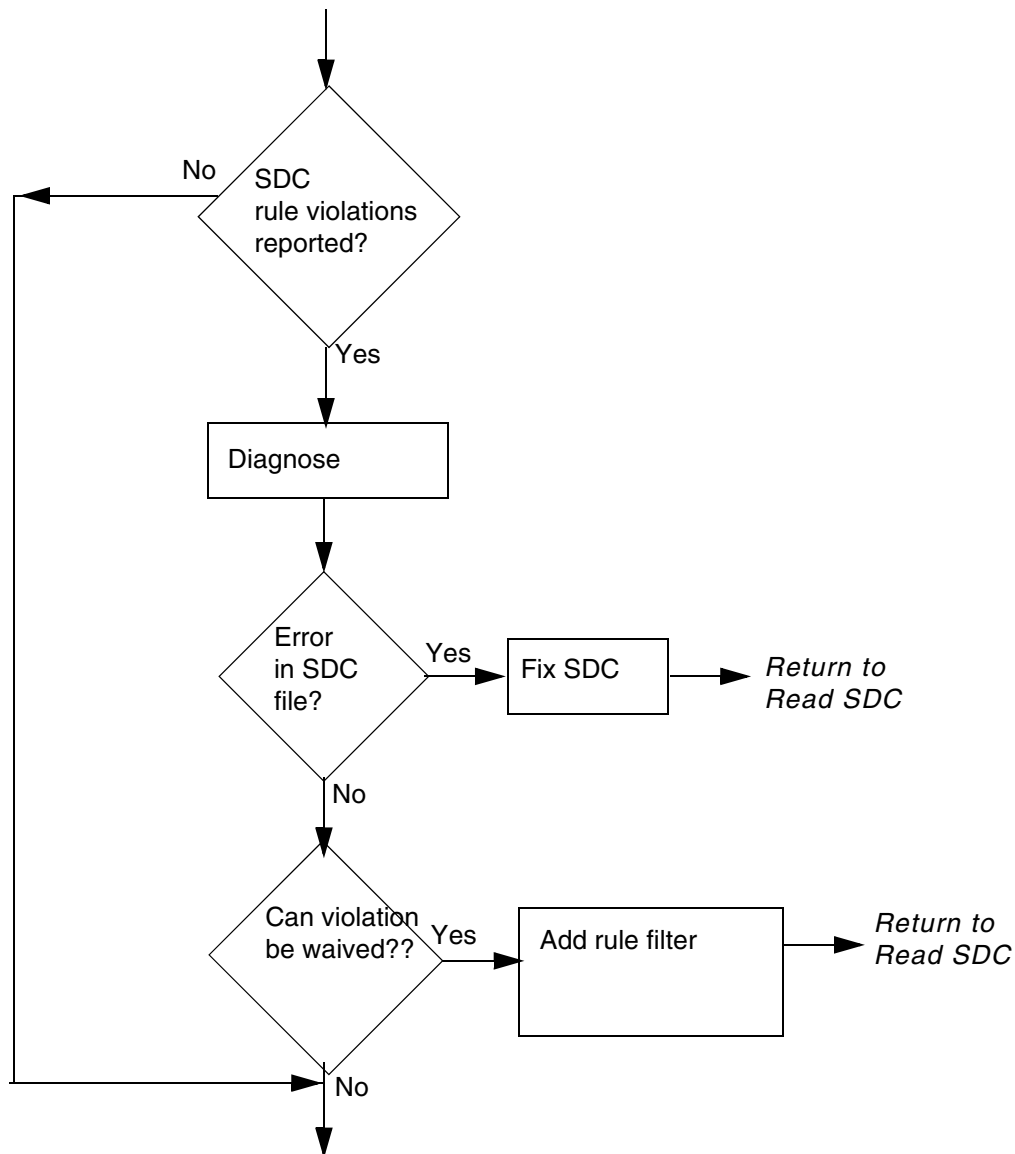 No
SDC
rule violations
reported?
Yes
Diagnose
Error
in SDC
file?
Yes
Fix SDC
Return to
Read SDC
No
Can violation
be waived??
Yes
Add rule filter
Return to
Read SDC
No